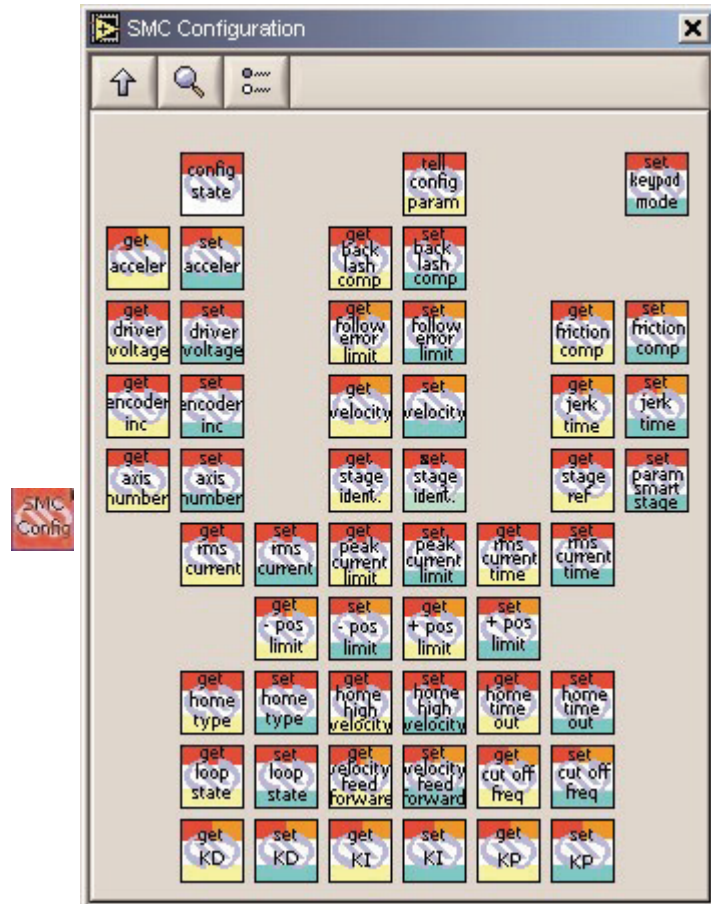 SMC Configuration
config
state
tell
config
param
set
keypad
mode
get
acceler
set
acceler
get
back
lash
comp
set
back
lash
comp
get
driver
voltage
set
driver
voltage
get
follow
error
limit
set
follow
error
limit
get
friction
comp
set
friction
comp
get
encoder
inc
set
encoder
inc
get
velocity
set
velocity
get
jerk
time
set
jerk
time
get
axis
number
set
axis
number
get
stage
ident.
set
stage
ident.
get
stage
ref
set
param
smart
stage
SMC
Config
get
rms
current
set
rms
current
get
peak
current
limit
set
peak
current
limit
get
rms
current
time
set
rms
current
time
get
- pos
limit
set
- pos
limit
get
+ pos
limit
set
+ pos
limit
get
home
type
set
home
type
get
home
high
velocity
set
home
high
velocity
get
home
time
out
set
home
time
out
get
loop
state
set
loop
state
get
velocity
feed
forware
set
velocity
feed
forward
get
cut off
freq
set
cut off
freq
get
KD
set
KD
get
KI
set
KI
get
KP
set
KP